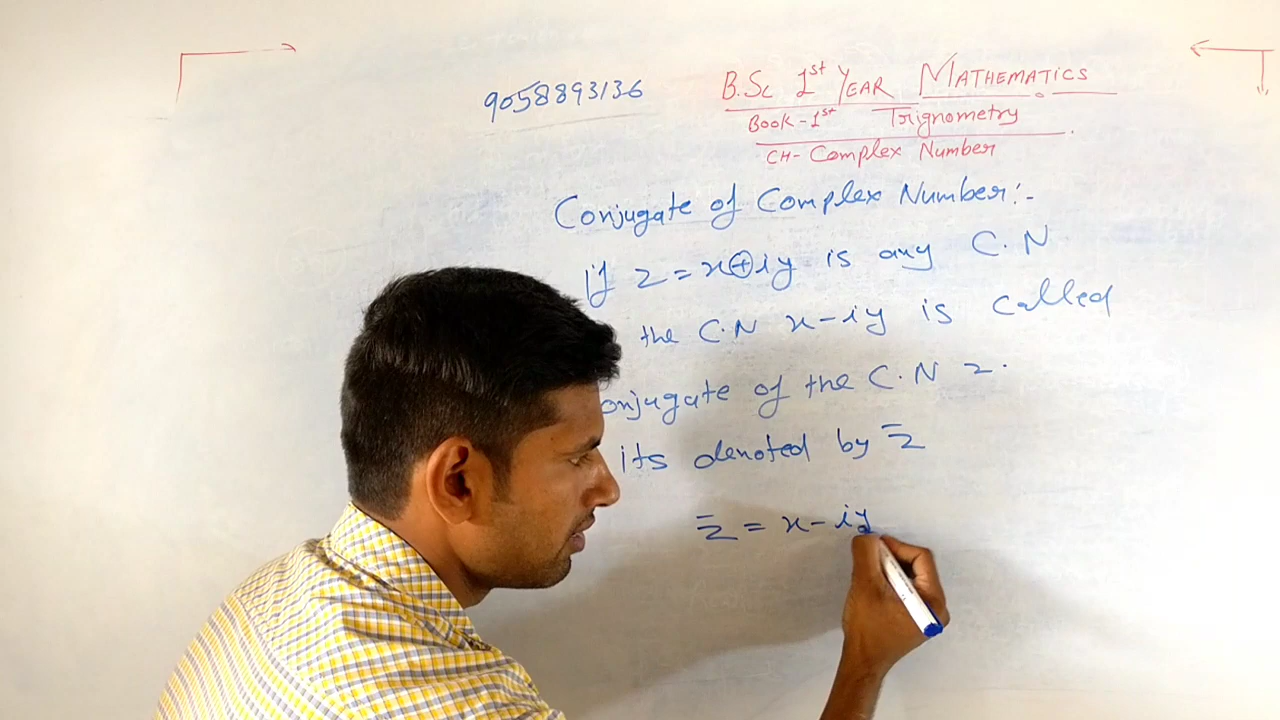 9058893136
B.Sc 1st YEAR MATHEMATICS
Book-1st Trignometry
CH- Complex Number
Conjugate of Complex Number:-
if z = x+iy is any C.N
the C.N x-iy is called
onjugate of the C.N z.
its denoted by z̄
z̄ = x-iy